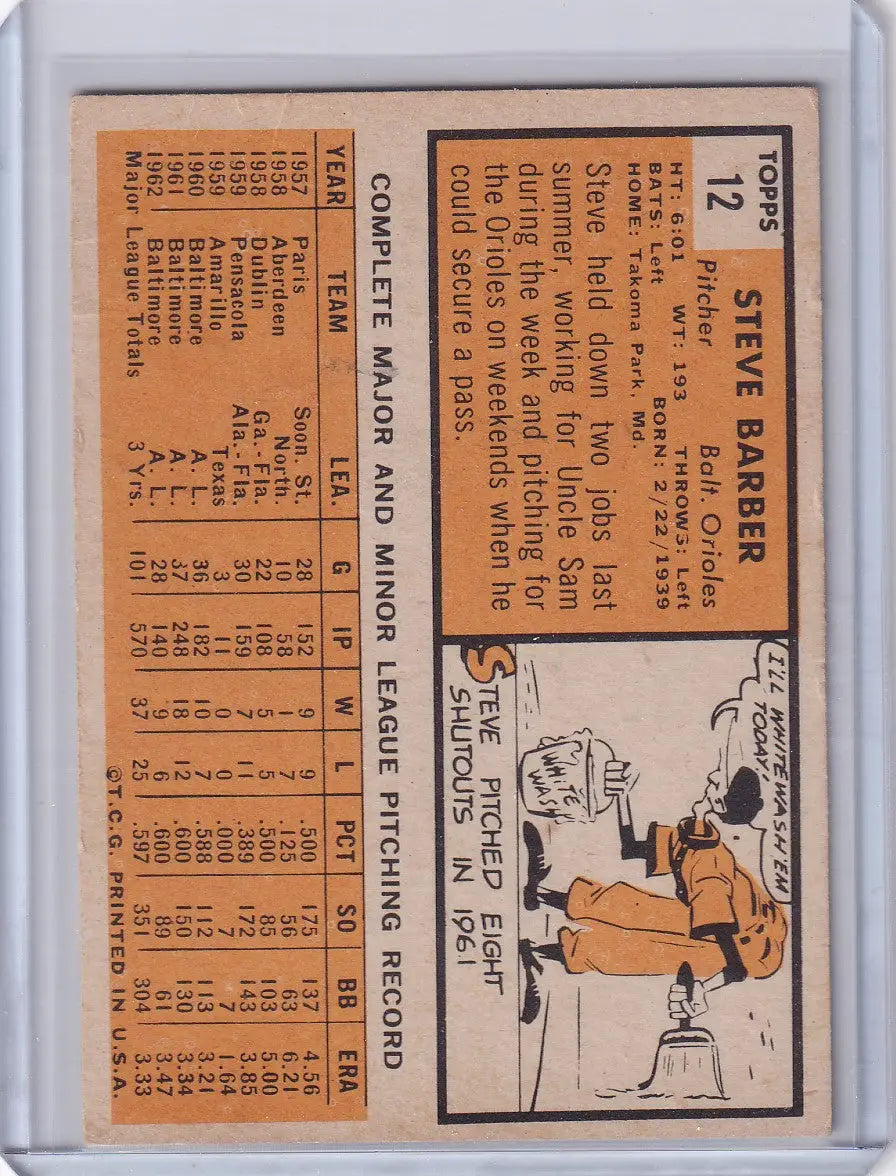 TOPPS
12
STEVE BARBER
Pitcher Balt. Orioles
HT: 6:01 WT: 193 THROWS: Left
BATS: Left BORN: 2/22/1939
HOME: Takoma Park, Md.
Steve held down two jobs last
summer, working for Uncle Sam
during the week and pitching for
the Orioles on weekends when he
could secure a pass.
I'LL WHITEWASH 'EM
TODAY!
WHITE
WASH
STEVE PITCHED EIGHT
SHUTOUTS IN 1961
COMPLETE MAJOR AND MINOR LEAGUE PITCHING RECORD
YEAR TEAM LEA. G IP W L PCT SO BB ERA
1957 Paris Soon. St. 28 152 9 9 .500 175 137 4.56
1958 Aberdeen North. 10 58 1 7 .125 56 63 6.21
1958 Dublin Ga.-Fla. 22 108 5 5 .500 85 103 5.00
1959 Pensacola Ala.-Fla. 30 159 7 11 .389 172 143 3.85
1959 Amarillo Texas 3 11 0 0 .000 7 7 1.64
1960 Baltimore A. L. 36 182 10 7 .588 112 113 3.21
1961 Baltimore A. L. 37 248 18 12 .600 150 130 3.34
1962 Baltimore A. L. 28 140 9 6 .600 89 61 3.47
Major League Totals 3 Yrs. 101 570 37 25 .597 351 304 3.33
©T.C.G. PRINTED IN U.S.A.